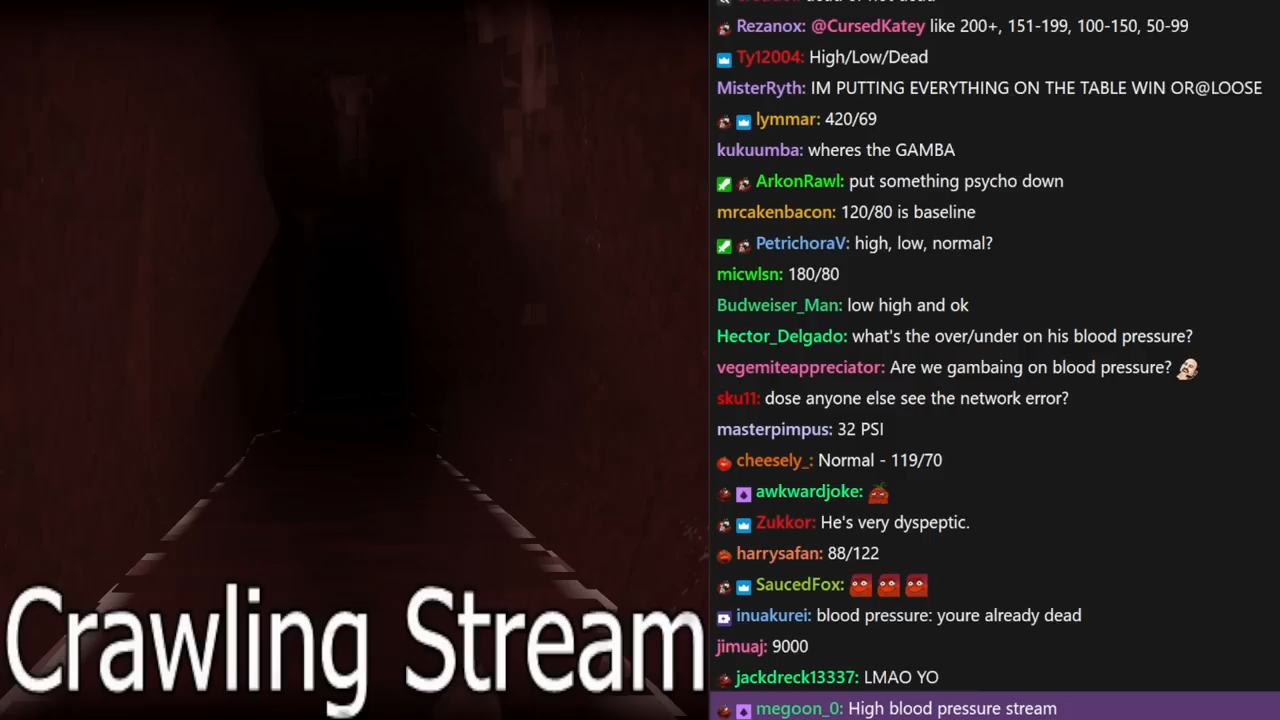 Rezanox: @CursedKatey like 200+, 151-199, 100-150, 50-99
Ty12004: High/Low/Dead
MisterRyth: IM PUTTING EVERYTHING ON THE TABLE WIN OR@LOOSE
lymmar: 420/69
kukuumba: wheres the GAMBA
ArkonRawl: put something psycho down
mrcakenbacon: 120/80 is baseline
PetrichoraV: high, low, normal?
micwlsn: 180/80
Budweiser_Man: low high and ok
Hector_Delgado: what's the over/under on his blood pressure?
vegemiteappreciator: Are we gambaing on blood pressure?
sku11: dose anyone else see the network error?
masterpimpus: 32 PSI
cheesely_: Normal - 119/70
awkwardjoke:
Zukkor: He's very dyspeptic.
harrysafan: 88/122
SaucedFox:
inuakurei: blood pressure: youre already dead
jimuaj: 9000
jackdreck13337: LMAO YO
megoon_0: High blood pressure stream
Crawling Stream